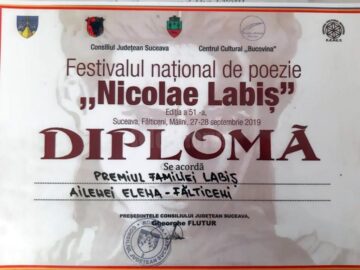 Consiliul Județean Suceava
Centrul Cultural „Bucovina”
Festivalul național de poezie
„Nicolae Labiș”
Ediția a 51 -a,
Suceava, Fălticeni, Mălini, 27-28 septembrie 2019
DIPLOMĂ
Se acordă
PREMIUL FAMILIEI LABIȘ
AILENEI ELENA - FĂLTICENI
PREȘEDINTELE CONSILIULUI JUDEȚEAN SUCEAVA,
Gheorghe FLUTUR